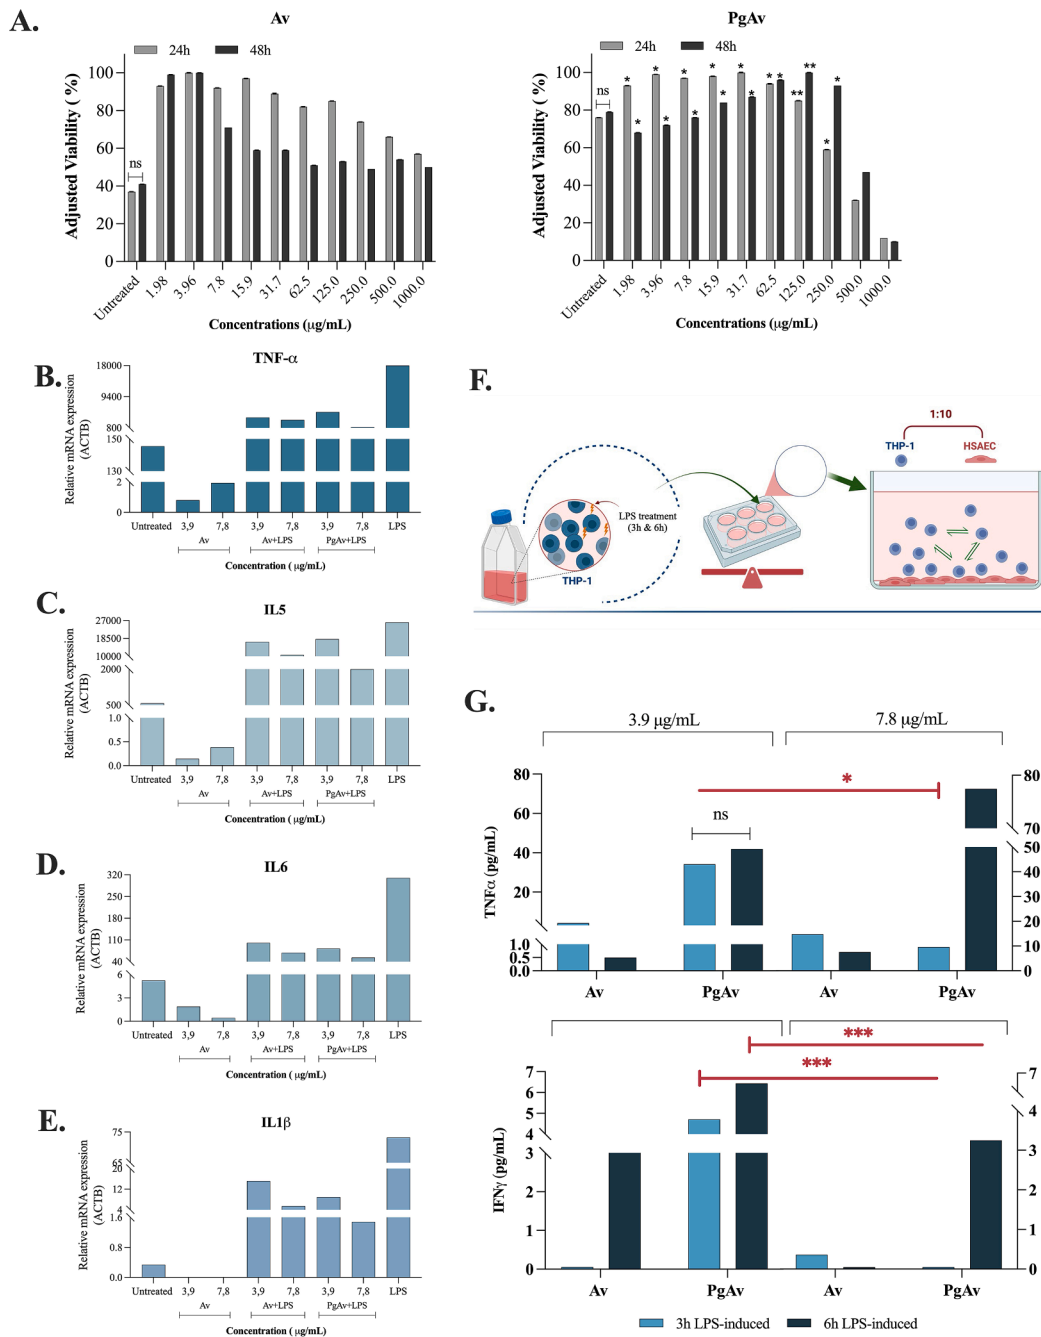 A.
Av
24h 48h
Adjusted Viability ( %)
100
80
60
40
20
0
ns
Untreated 1.98 3.96 7.8 15.9 31.7 62.5 125.0 250.0 500.0 1000.0
Concentrations (µg/mL)
PgAv
24h 48h
Adjusted Viability ( %)
100
80
60
40
20
0
ns
* * * * * * * * * * * * ** ** * *
Untreated 1.98 3.96 7.8 15.9 31.7 62.5 125.0 250.0 500.0 1000.0
Concentrations (µg/mL)
B.
TNF-α
Relative mRNA expression
(ACTB)
18000
9400
800
150
130
2
0
Untreated 3,9 7,8 3,9 7,8 3,9 7,8 LPS
Av Av+LPS PgAv+LPS
Concentration ( µg/mL)
C.
IL5
Relative mRNA expression
(ACTB)
27000
18500
10000
2000
500
1.0
0.5
0.0
Untreated 3,9 7,8 3,9 7,8 3,9 7,8 LPS
Av Av+LPS PgAv+LPS
Concentration ( µg/mL)
D.
IL6
Relative mRNA expression
(ACTB)
320
250
180
110
40
6
3
0
Untreated 3,9 7,8 3,9 7,8 3,9 7,8 LPS
Av Av+LPS PgAv+LPS
Concentration ( µg/mL)
E.
IL1β
Relative mRNA expression
(ACTB)
75
65
20
12
4
1.6
0.8
0.0
Untreated 3,9 7,8 3,9 7,8 3,9 7,8 LPS
Av Av+LPS PgAv+LPS
Concentration ( µg/mL)
F.
LPS treatment
(3h & 6h)
THP-1
1:10
THP-1 HSAEC
G.
3.9 µg/mL 7.8 µg/mL
TNFα (pg/mL)
80
60
40
20
1.0
0.5
0.0
*
ns
80
70
50
40
30
20
10
0
Av PgAv Av PgAv
IFNγ (pg/mL)
7
6
5
4
3
2
1
0
***
***
7
4
3
2
1
0
Av PgAv Av PgAv
3h LPS-induced 6h LPS-induced